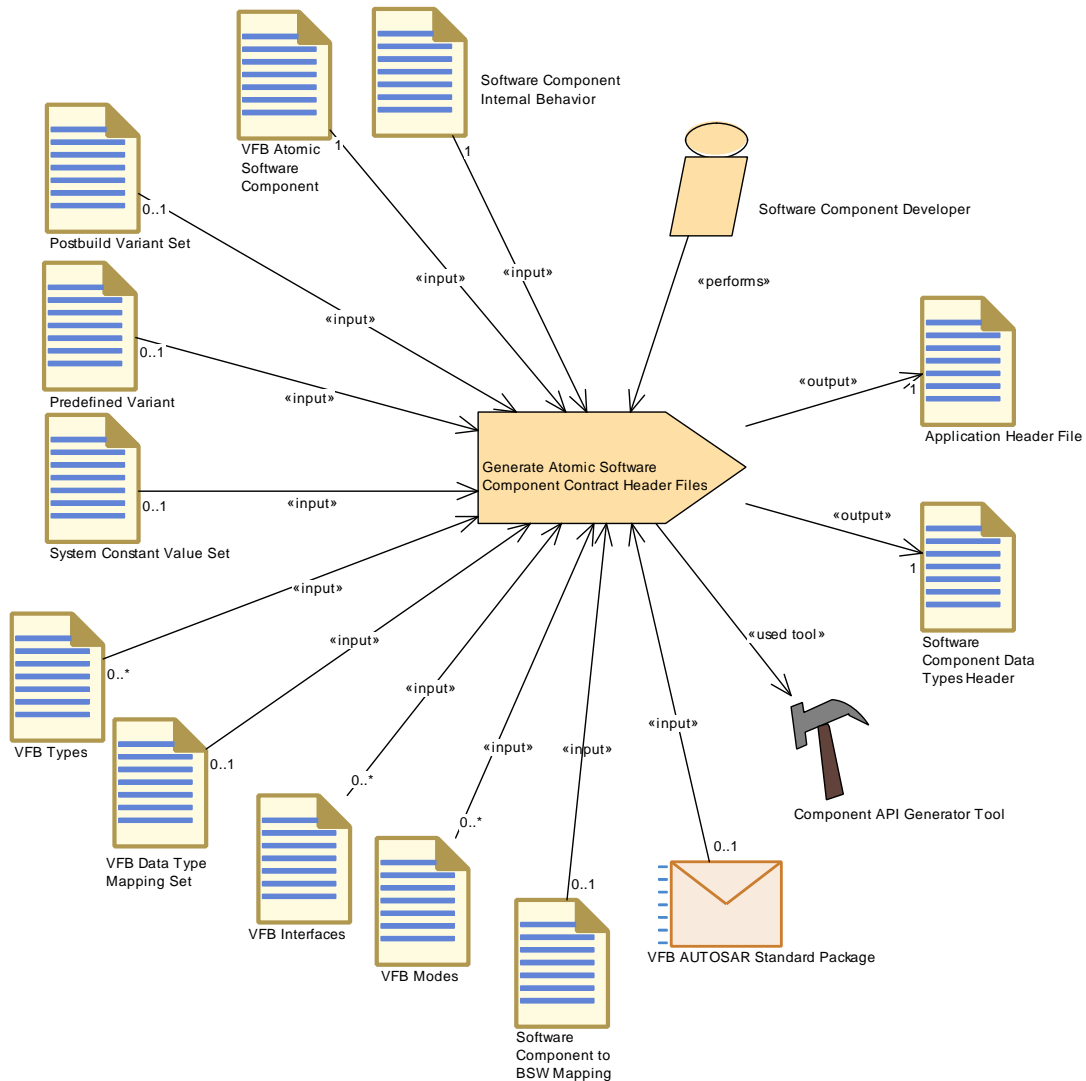 Software Component
Internal Behavior
1
VFB Atomic
Software
Component
1
Software Component Developer
0..1
Postbuild Variant Set
«input»
«input»
«performs»
«input»
0..1
Predefined Variant
«input»
«output»
1
Application Header File
Generate Atomic Software
Component Contract Header Files
0..1
«input»
System Constant Value Set
«output»
1
Software
Component Data
Types Header
«input»
0..*
VFB Types
«input»
0..1
VFB Data Type
Mapping Set
«input»
0..*
VFB Interfaces
«input»
0..*
VFB Modes
«input»
0..1
Software
Component to
BSW Mapping
«input»
0..1
VFB AUTOSAR Standard Package
«used tool»
Component API Generator Tool